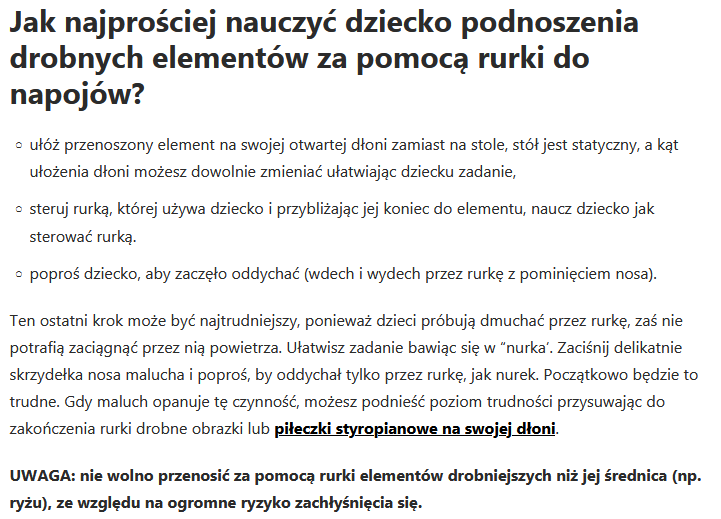 Jak najprościej nauczyć dziecko podnoszenia
drobnych elementów za pomocą rurki do
napojów?
◦ ułóż przenoszony element na swojej otwartej dłoni zamiast na stole, stół jest statyczny, a kąt
ułożenia dłoni możesz dowolnie zmieniać ułatwiając dziecku zadanie,
◦ steruj rurką, której używa dziecko i przybliżając jej koniec do elementu, naucz dziecko jak
sterować rurką.
◦ poproś dziecko, aby zaczęło oddychać (wdech i wydech przez rurkę z pominięciem nosa).
Ten ostatni krok może być najtrudniejszy, ponieważ dzieci próbują dmuchać przez rurkę, zaś nie
potrafią zaciągnąć przez nią powietrza. Ułatwisz zadanie bawiąc się w “nurka’. Zaciśnij delikatnie
skrzydełka nosa malucha i poproś, by oddychał tylko przez rurkę, jak nurek. Początkowo będzie to
trudne. Gdy maluch opanuje tę czynność, możesz podnieść poziom trudności przysuwając do
zakończenia rurki drobne obrazki lub piłeczki styropianowe na swojej dłoni.
UWAGA: nie wolno przenosić za pomocą rurki elementów drobniejszych niż jej średnica (np.
ryżu), ze względu na ogromne ryzyko zachłyśnięcia się.